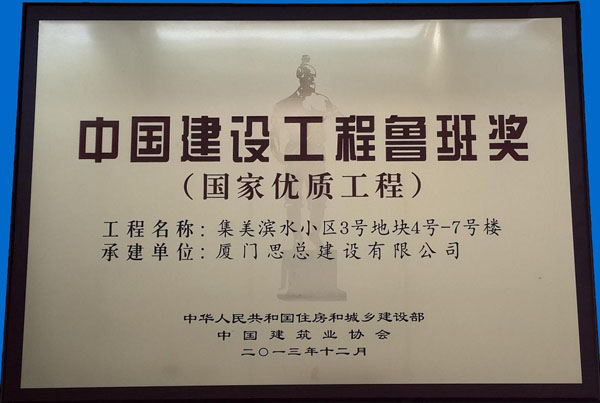 中国建设工程鲁班奖
（国家优质工程）
工程名称：集美滨水小区3号地块4号-7号楼
承建单位：厦门思总建设有限公司
中华人民共和国住房和城乡建设部
中国建筑业协会
二〇一三年十二月